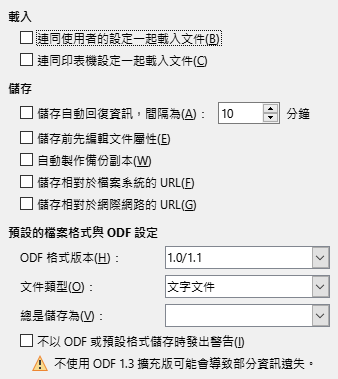 載入
連同使用者的設定一起載入文件(B)
連同印表機設定一起載入文件(C)
儲存
儲存自動回復資訊，間隔為(A)： 10 分鐘
儲存前先編輯文件屬性(E)
自動製作備份副本(W)
儲存相對於檔案系統的 URL(F)
儲存相對於網際網路的 URL(G)
預設的檔案格式與 ODF 設定
ODF 格式版本(H)： 1.0/1.1
文件類型(O)： 文字文件
總是儲存為(V)：
不以 ODF 或預設格式儲存時發出警告(I)
不使用 ODF 1.3 擴充版可能會導致部分資訊遺失。